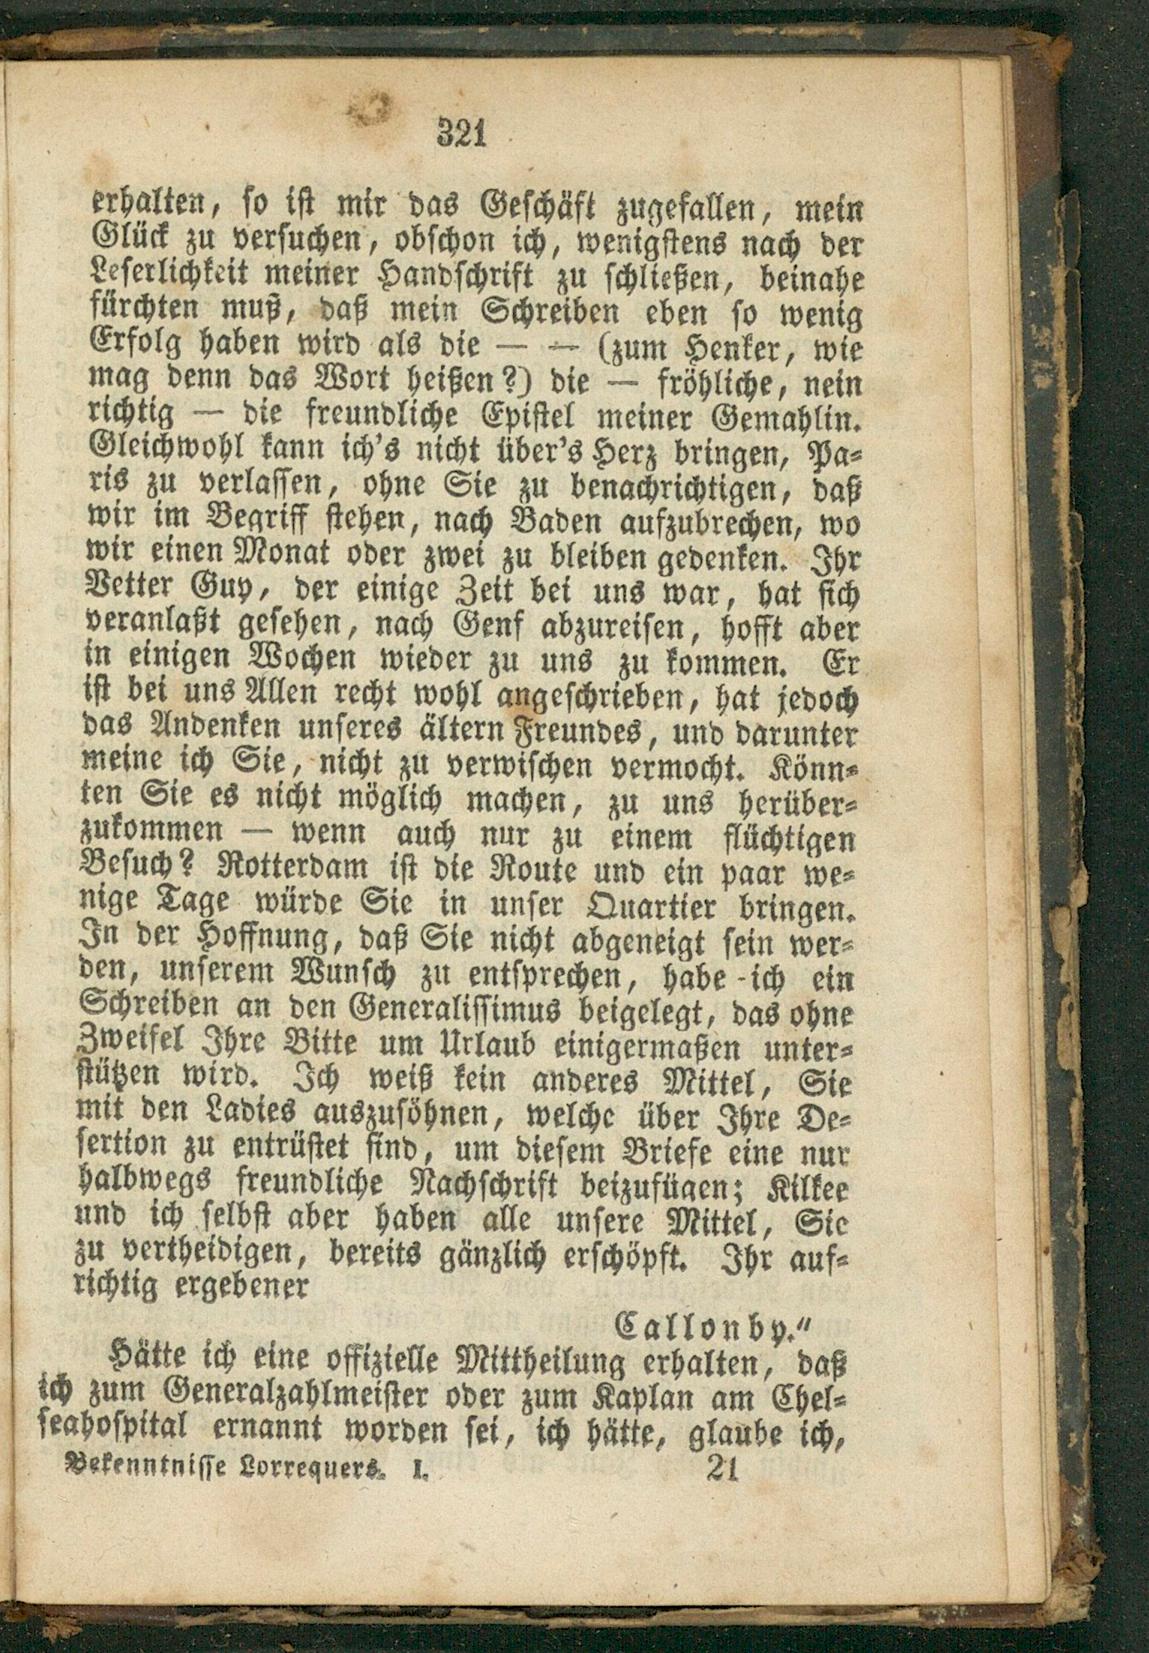 321
erhalten, so ist mir das Geschäft zugefallen, mein
Glück zu versuchen, obschon ich, wenigstens nach der
Leserlichkeit meiner Handschrift zu schließen, beinahe
fürchten muß, daß mein Schreiben eben so wenig
Erfolg haben wird als die — — (zum Henker, wie
mag denn das Wort heißen?) die — fröhliche, nein
richtig — die freundliche Epistel meiner Gemahlin.
Gleichwohl kann ich's nicht über's Herz bringen, Pa-
ris zu verlassen, ohne Sie zu benachrichtigen, daß
wir im Begriff stehen, nach Baden aufzubrechen, wo
wir einen Monat oder zwei zu bleiben gedenken. Ihr
Vetter Guy, der einige Zeit bei uns war, hat sich
veranlaßt gesehen, nach Genf abzureisen, hofft aber
in einigen Wochen wieder zu uns zu kommen. Er
ist bei uns Allen recht wohl angeschrieben, hat jedoch
das Andenken unseres ältern Freundes, und darunter
meine ich Sie, nicht zu verwischen vermocht. Könn-
ten Sie es nicht möglich machen, zu uns herüber-
zukommen — wenn auch nur zu einem flüchtigen
Besuch? Rotterdam ist die Route und ein paar we-
nige Tage würde Sie in unser Quartier bringen.
In der Hoffnung, daß Sie nicht abgeneigt sein wer-
den, unserem Wunsch zu entsprechen, habe-ich ein
Schreiben an den Generalissimus beigelegt, das ohne
Zweifel Ihre Bitte um Urlaub einigermaßen unter-
stützen wird. Ich weiß kein anderes Mittel, Sie
mit den Ladies auszusöhnen, welche über Ihre De-
sertion zu entrüstet sind, um diesem Briefe eine nur
halbwegs freundliche Nachschrift beizufügen; Kilkee
und ich selbst aber haben alle unsere Mittel, Sie
zu vertheidigen, bereits gänzlich erschöpft. Ihr auf-
richtig ergebener
Callonby.“
Hätte ich eine offizielle Mittheilung erhalten, daß
ich zum Generalzahlmeister oder zum Kaplan am Chel-
seahospital ernannt worden sei, ich hätte, glaube ich,
Bekenntnisse Lorrequers. I. 21